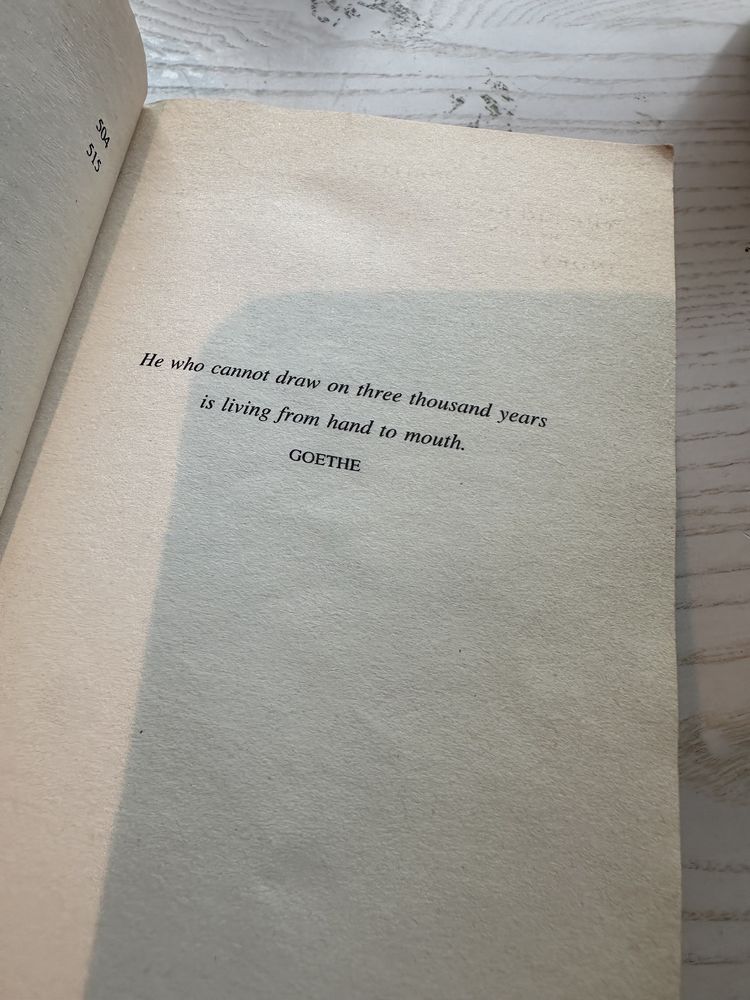 504
515
He who cannot draw on three thousand years
is living from hand to mouth.
GOETHE